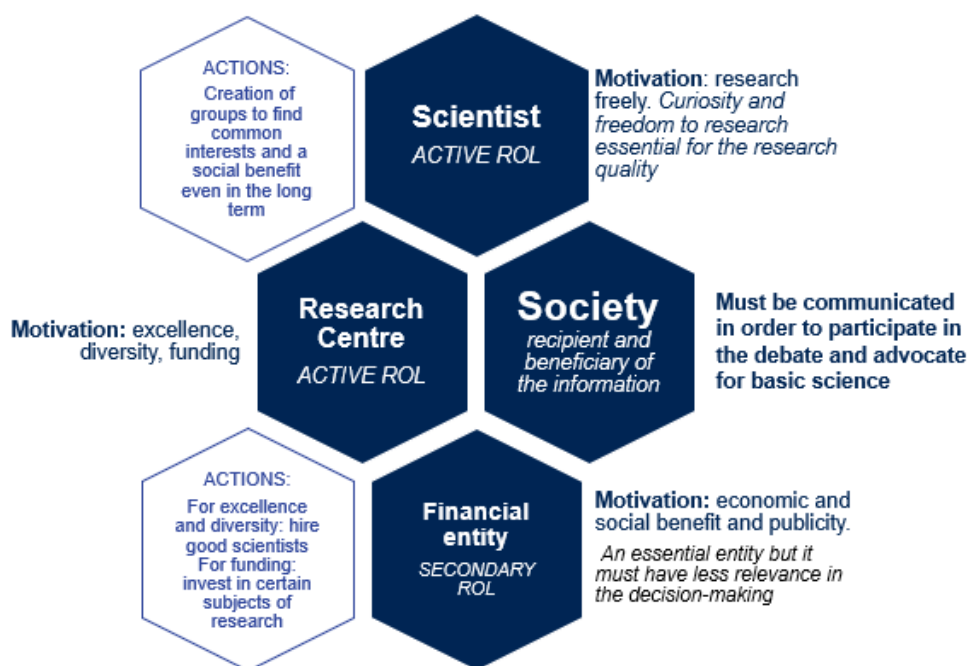 ACTIONS:
Creation of
groups to find
common
interests and a
social benefit
even in the long
term
Scientist
ACTIVE ROL
Motivation: research
freely. Curiosity and
freedom to research
essential for the research
quality
Motivation: excellence,
diversity, funding
Research
Centre
ACTIVE ROL
Society
recipient and
beneficiary of
the information
Must be communicated
in order to participate in
the debate and advocate
for basic science
ACTIONS:
For excellence
and diversity: hire
good scientists
For funding:
invest in certain
subjects of
research
Financial
entity
SECONDARY
ROL
Motivation: economic and
social benefit and publicity.
An essential entity but it
must have less relevance in
the decision-making